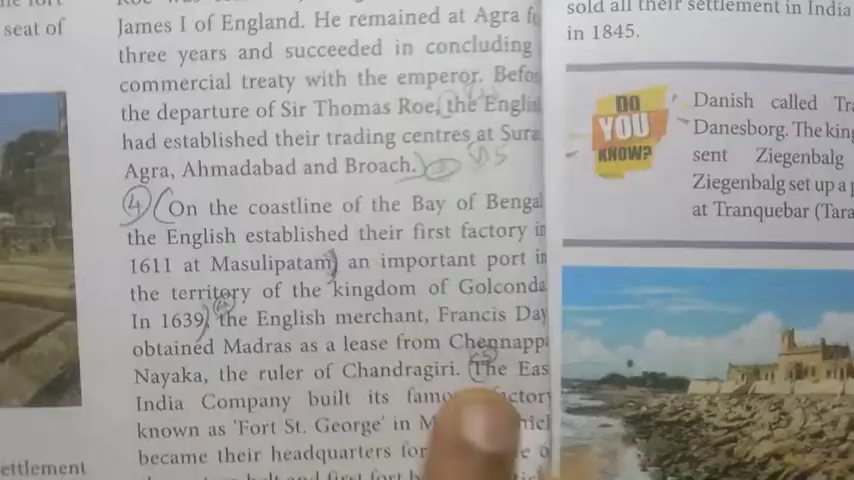 seat of
ettlement
James I of England. He remained at Agra
three years and succeeded in concluding
commercial treaty with the emperor.
the departure of Sir Thomas Roe, the
had established their trading centres at
Agra, Ahmadabad and Broach.
4 On the coastline of the Bay of Bengal
the English established their first factory in
1611 at Masulipatam, an important port in
the territory of the kingdom of Golconda
In 1639, the English merchant, Francis Day
obtained Madras as a lease from Chennapp
Nayaka, the ruler of Chandragiri. The Eas
India Company built its
known as 'Fort St. George' in
became their headquarters for
sold all their settlement in India
in 1845.
DO
YOU
KNOW?
Danish called
Danesborg. The king
sent Ziegenbalg
Ziegenbalg set up a
at Tranquebar (Tara